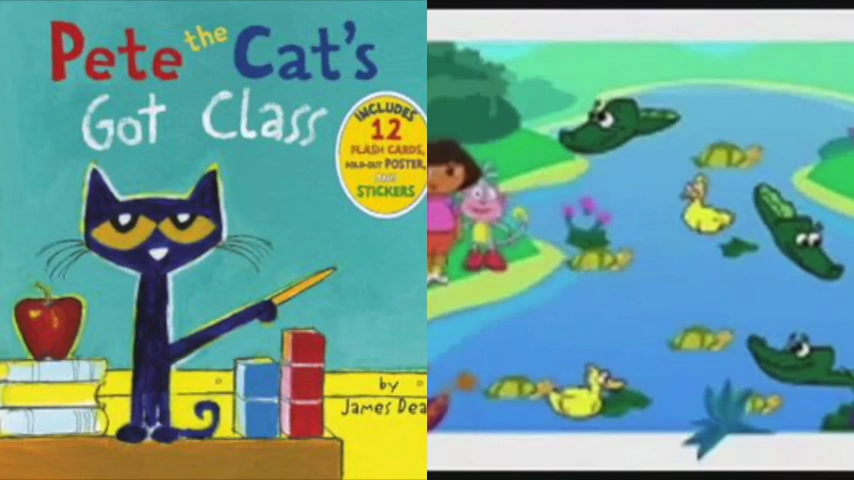 Pete the Cat's
Got Class
INCLUDES
12
FLASH CARDS,
FOLD-OUT POSTER,
AND
STICKERS
by
James Dea